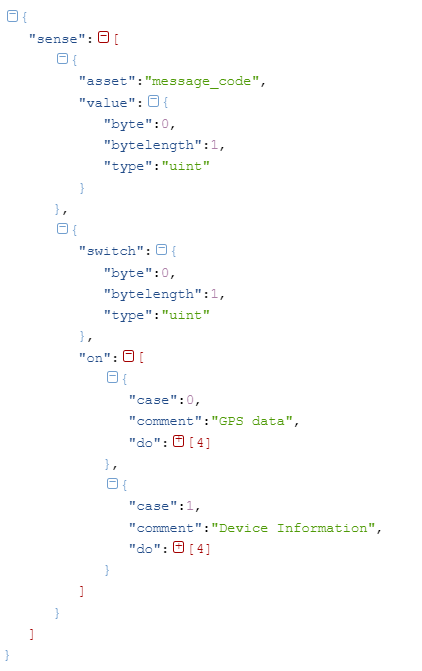 {
"sense":[
{
"asset":"message_code",
"value":{
"byte":0,
"bytelength":1,
"type":"uint"
}
},
{
"switch":{
"byte":0,
"bytelength":1,
"type":"uint"
},
"on":[
{
"case":0,
"comment":"GPS data",
"do":[4]
},
{
"case":1,
"comment":"Device Information",
"do":[4]
}
]
}
]
}